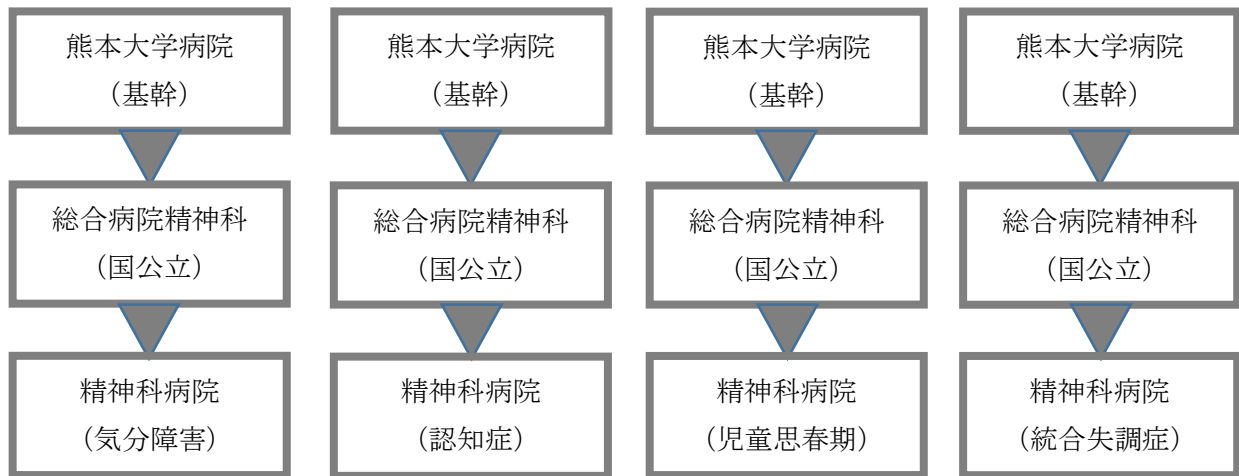 熊本大学病院
（基幹）
熊本大学病院
（基幹）
熊本大学病院
（基幹）
熊本大学病院
（基幹）
総合病院精神科
（国公立）
総合病院精神科
（国公立）
総合病院精神科
（国公立）
総合病院精神科
（国公立）
精神科病院
（気分障害）
精神科病院
（認知症）
精神科病院
（児童思春期）
精神科病院
（統合失調症）